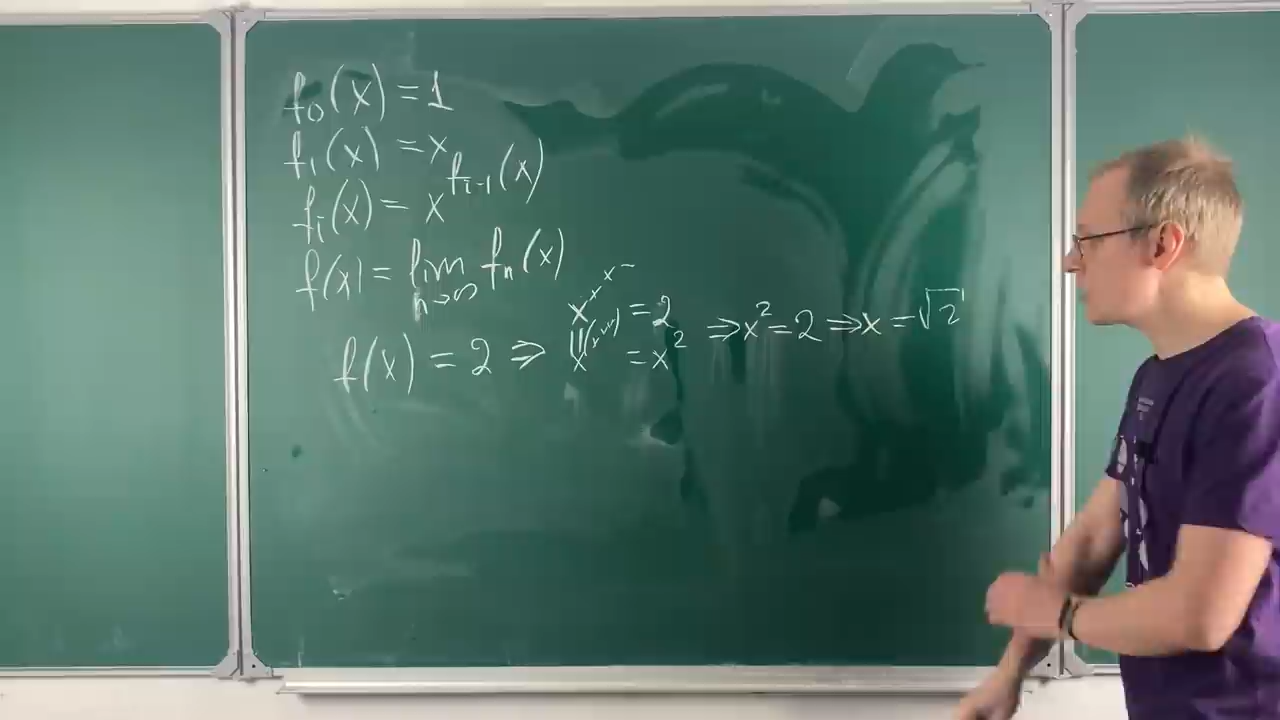 f₀(x) = 1
f₁(x) = x
fᵢ(x) = x^{fᵢ₋₁(x)}
f(x) = lim_{n→∞} fₙ(x)
f(x) = 2 ⇒ x^{x^{x^{⋯}}} = 2 ⇒ x² = 2 ⇒ x = √2
|| x^{(x^{x^{⋯}})} = x²